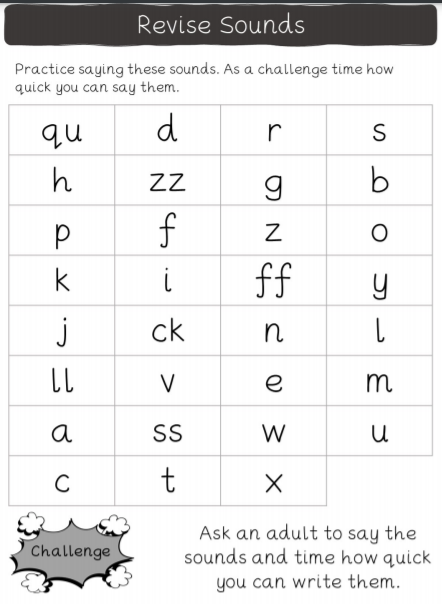 Revise Sounds
Practice saying these sounds. As a challenge time how
quick you can say them.
qu d r s
h zz g b
p f z o
k i ff y
j ck n l
ll v e m
a ss w u
c t x
Challenge
Ask an adult to say the
sounds and time how quick
you can write them.